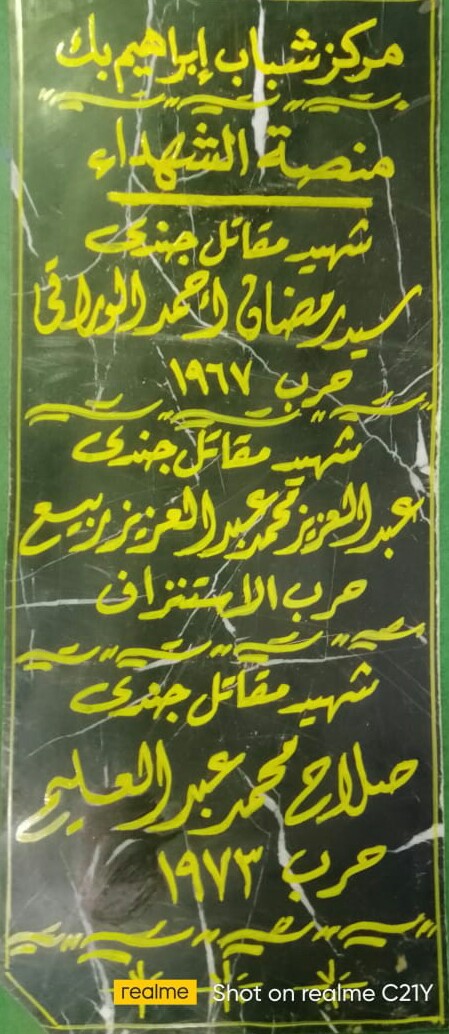 مركز شباب إبراهيم بك
منصة الشهداء
شهيد مقاتل جندى
سيد رمضان أحمد الوراقى
حرب ١٩٦٧
شهيد مقاتل جندى
عبد العزيز محمد عبد العزيز ربيع
حرب الاستنزاف
شهيد مقاتل جندى
صلاح محمد عبد العليم
حرب ١٩٧٣
realme Shot on realme C21Y